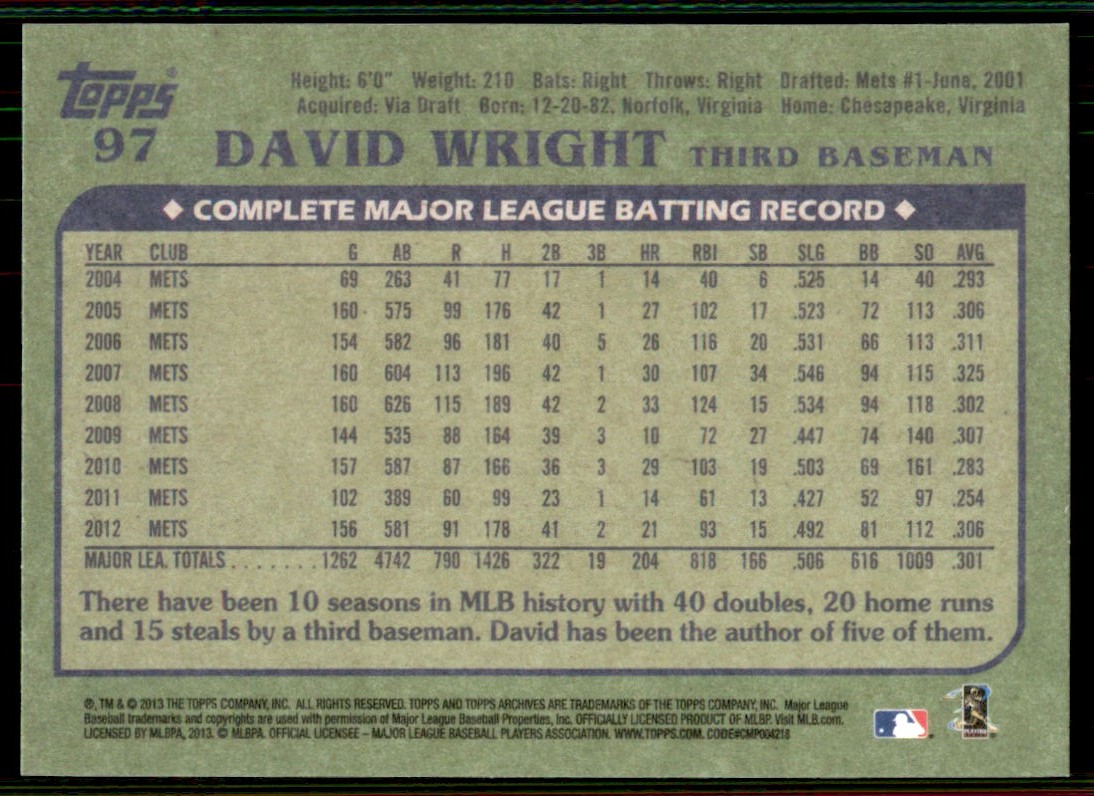 Topps®
Height: 6'0" Weight: 210 Bats: Right Throws: Right Drafted: Mets #1-June, 2001
Acquired: Via Draft Born: 12-20-82, Norfolk, Virginia Home: Chesapeake, Virginia
97 DAVID WRIGHT THIRD BASEMAN
COMPLETE MAJOR LEAGUE BATTING RECORD
YEAR CLUB G AB R H 2B 3B HR RBI SB SLG BB SO AVG
2004 METS 69 263 41 77 17 1 14 40 6 .525 14 40 .293
2005 METS 160 575 99 176 42 1 27 102 17 .523 72 113 .306
2006 METS 154 582 96 181 40 5 26 116 20 .531 66 113 .311
2007 METS 160 604 113 196 42 1 30 107 34 .546 94 115 .325
2008 METS 160 626 115 189 42 2 33 124 15 .534 94 118 .302
2009 METS 144 535 88 164 39 3 10 72 27 .447 74 140 .307
2010 METS 157 587 87 166 36 3 29 103 19 .503 69 161 .283
2011 METS 102 389 60 99 23 1 14 61 13 .427 52 97 .254
2012 METS 156 581 91 178 41 2 21 93 15 .492 81 112 .306
MAJOR LEA. TOTALS . . . . . . . 1262 4742 790 1426 322 19 204 818 166 .506 616 1009 .301
There have been 10 seasons in MLB history with 40 doubles, 20 home runs
and 15 steals by a third baseman. David has been the author of five of them.
®, TM & © 2013 THE TOPPS COMPANY, INC. ALL RIGHTS RESERVED. TOPPS AND TOPPS ARCHIVES ARE TRADEMARKS OF THE TOPPS COMPANY, INC. Major League
Baseball trademarks and copyrights are used with permission of Major League Baseball Properties, Inc. OFFICIALLY LICENSED PRODUCT OF MLBP. Visit MLB.com.
LICENSED BY MLBPA, 2013. © MLBPA. OFFICIAL LICENSEE – MAJOR LEAGUE BASEBALL PLAYERS ASSOCIATION. WWW.TOPPS.COM. CODE#CMP004218